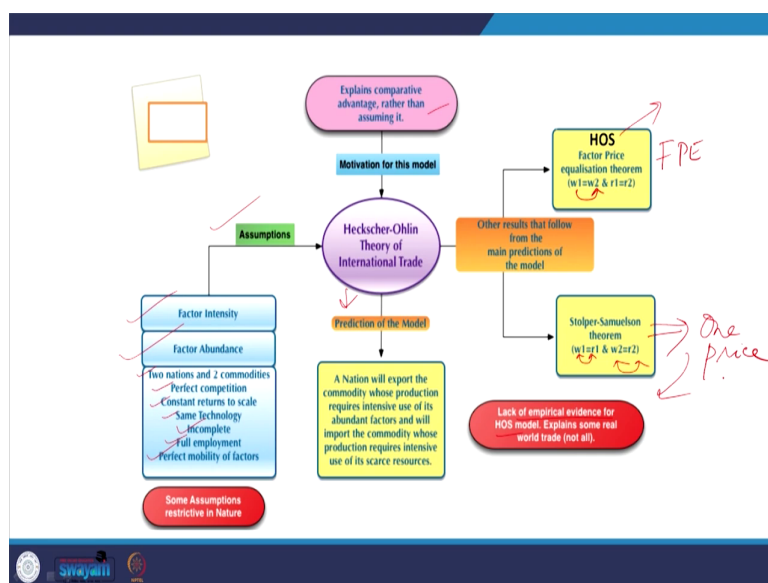 Explains comparative
advantage, rather than
assuming it.
Motivation for this model
HOS
Factor Price
equalisation theorem
(w1=w2 & r1=r2)
FPE
Assumptions
Heckscher-Ohlin
Theory of
International Trade
Other results that follow
from the
main predictions of
the model
Factor Intensity
Factor Abundance
Two nations and 2 commodities
Perfect competition
Constant returns to scale
Same Technology
Incomplete
Full employment
Perfect mobility of factors
Some Assumptions
restrictive in Nature
Prediction of the Model
A Nation will export the
commodity whose production
requires intensive use of its
abundant factors and will
import the commodity whose
production requires intensive
use of its scarce resources.
Stolper-Samuelson
theorem
(w1=r1 & w2=r2)
One
price
Lack of empirical evidence for
HOS model. Explains some real
world trade (not all).
swayam